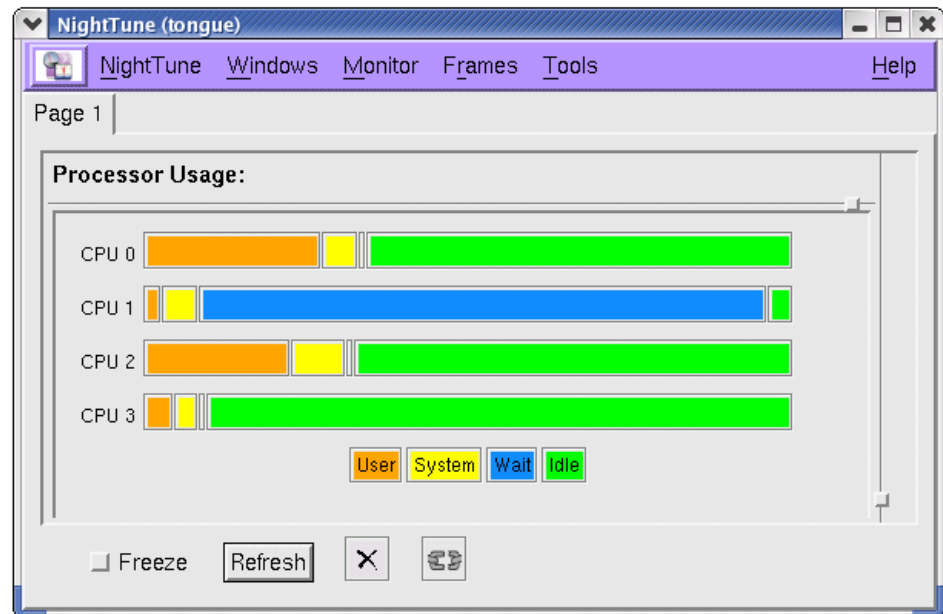 NightTune (tongue)
NightTune Windows Monitor Frames Tools Help
Page 1
Processor Usage:
CPU 0
CPU 1
CPU 2
CPU 3
User System Wait Idle
Freeze Refresh